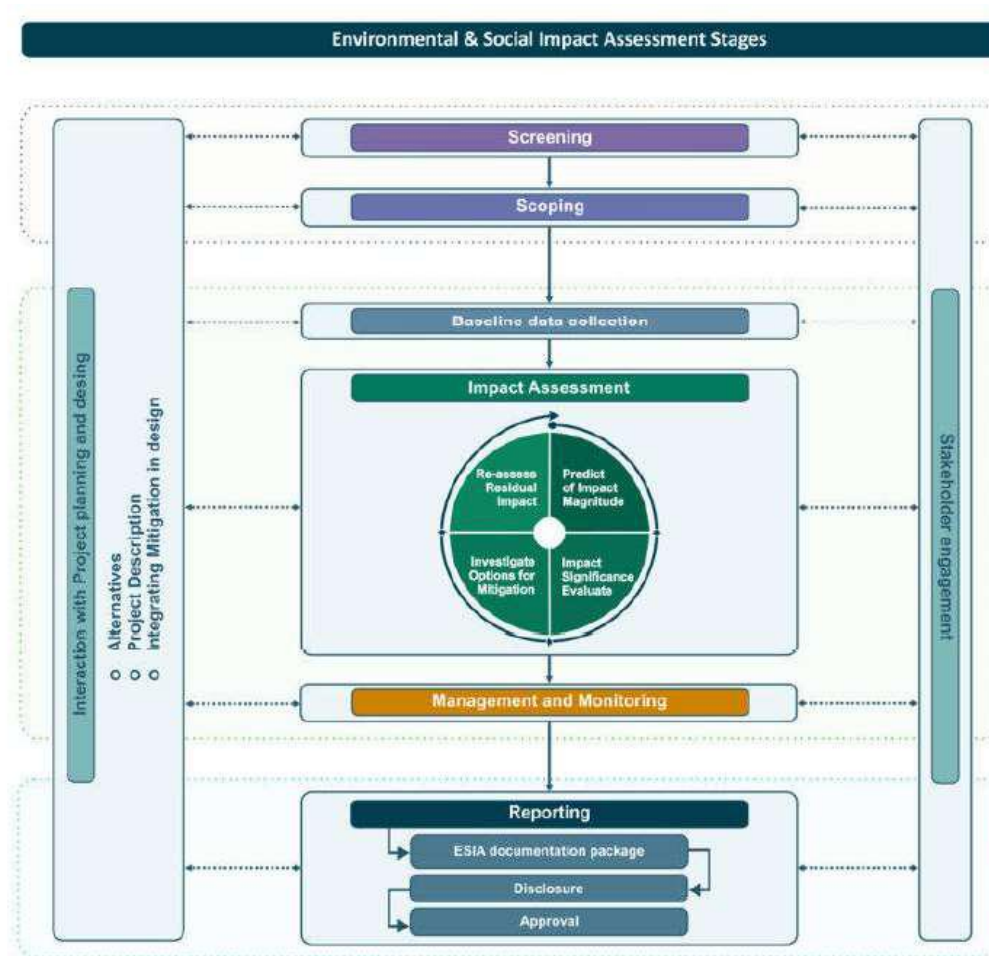 Environmental & Social Impact Assessment Stages
Screening
Scoping
Baseline data collection
Impact Assessment
Re-assess
Residual
Impact
Predict
of Impact
Magnitude
Investigate
Options for
Mitigation
Impact
Significance
Evaluate
Management and Monitoring
Reporting
ESIA documentation package
Disclosure
Approval
Interaction with Project planning and desing
Alternatives
Project Description
Integrating Mitigation in design
Stakeholder engagement